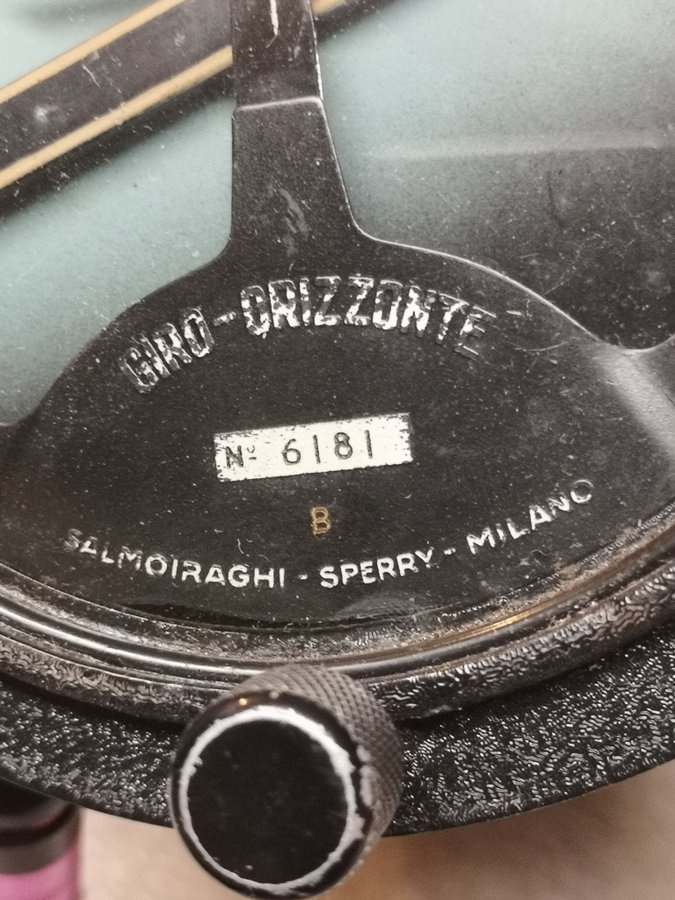 GIRO-ORIZZONTE
Nº 6181
B
SALMOIRAGHI - SPERRY - MILANO